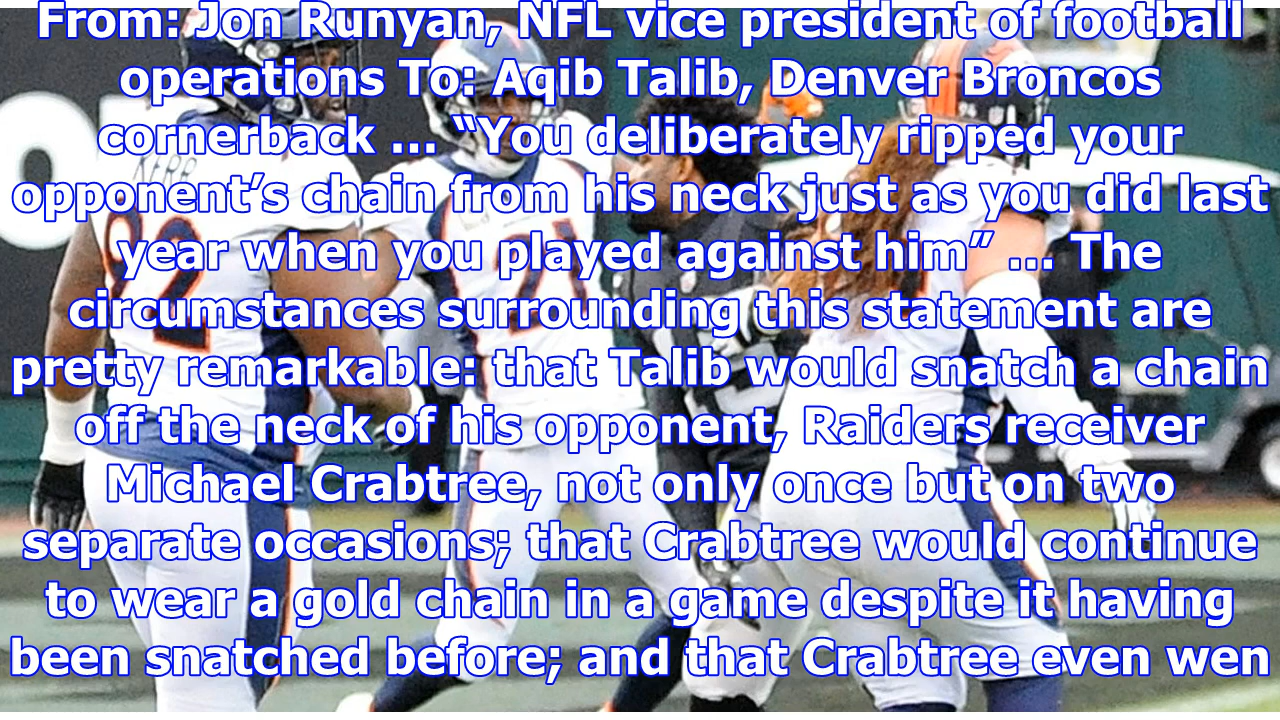 From: Jon Runyan, NFL vice president of football
operations To: Aqib Talib, Denver Broncos
cornerback ... “You deliberately ripped your
opponent’s chain from his neck just as you did last
year when you played against him” ... The
circumstances surrounding this statement are
pretty remarkable: that Talib would snatch a chain
off the neck of his opponent, Raiders receiver
Michael Crabtree, not only once but on two
separate occasions; that Crabtree would continue
to wear a gold chain in a game despite it having
been snatched before; and that Crabtree even wen
KERR
92
21